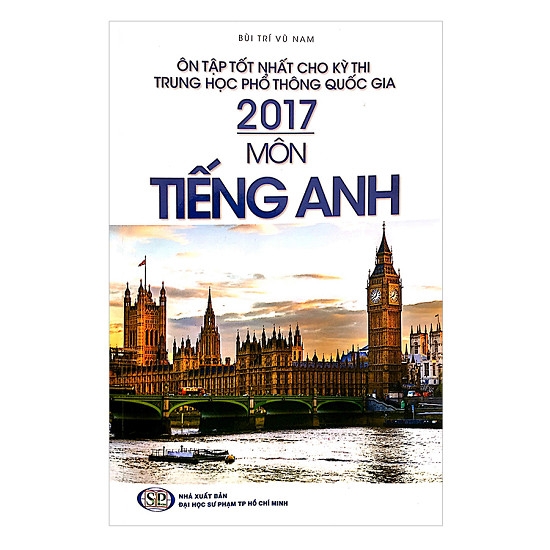 BÙI TRÍ VŨ NAM
ÔN TẬP TỐT NHẤT CHO KỲ THI
TRUNG HỌC PHỔ THÔNG QUỐC GIA
2017
MÔN
TIẾNG ANH
SP
NHÀ XUẤT BẢN
ĐẠI HỌC SƯ PHẠM TP HỒ CHÍ MINH